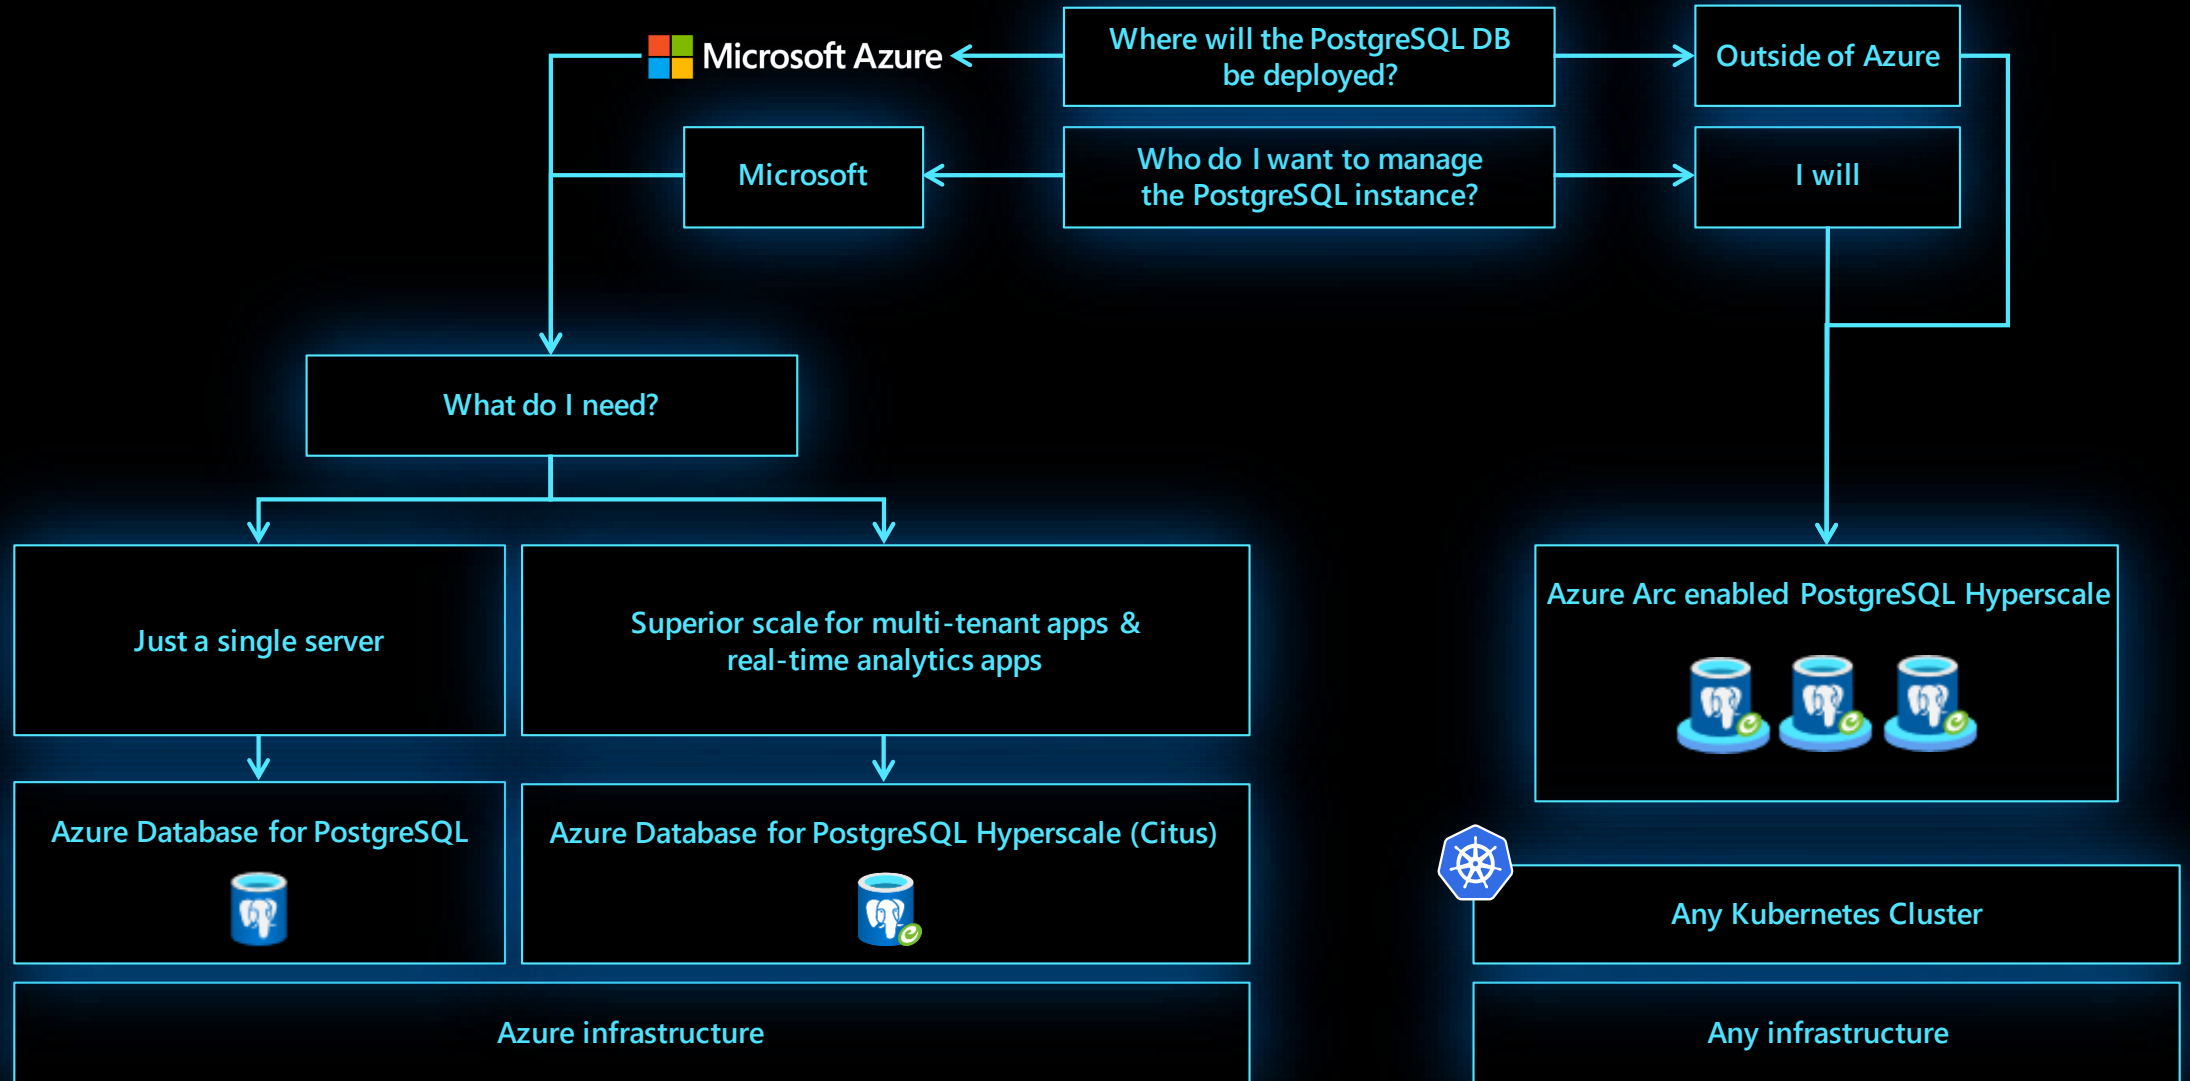 Microsoft Azure
Where will the PostgreSQL DB
be deployed?
Outside of Azure
Microsoft
Who do I want to manage
the PostgreSQL instance?
I will
What do I need?
Just a single server
Superior scale for multi-tenant apps &
real-time analytics apps
Azure Arc enabled PostgreSQL Hyperscale
Azure Database for PostgreSQL
Azure Database for PostgreSQL Hyperscale (Citus)
Any Kubernetes Cluster
Azure infrastructure
Any infrastructure